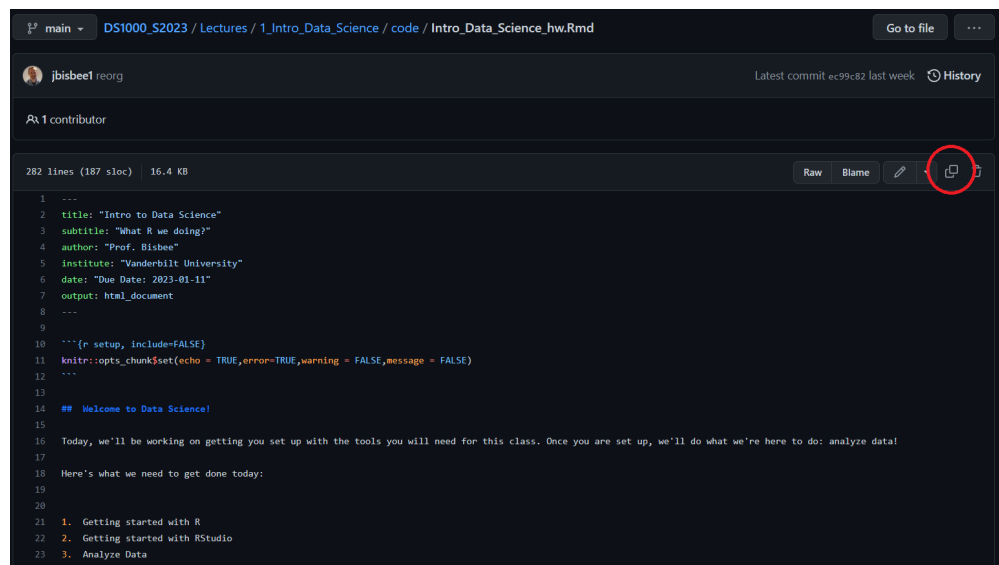 main DS1000_S2023 / Lectures / 1_Intro_Data_Science / code / Intro_Data_Science_hw.Rmd Go to file ...
jbisbee1 reorg Latest commit ec99c82 last week History
1 contributor
282 lines (187 sloc) 16.4 KB Raw Blame
1 ---
2 title: "Intro to Data Science"
3 subtitle: "What R we doing?"
4 author: "Prof. Bisbee"
5 institute: "Vanderbilt University"
6 date: "Due Date: 2023-01-11"
7 output: html_document
8 ---
9
10 ```{r setup, include=FALSE}
11 knitr::opts_chunk$set(echo = TRUE,error=TRUE,warning = FALSE,message = FALSE)
12 ```
13
14 ##  Welcome to Data Science!
15
16 Today, we'll be working on getting you set up with the tools you will need for this class. Once you are set up, we'll do what we're here to do: analyze data!
17
18 Here's what we need to get done today:
19
20
21 1.  Getting started with R
22 2.  Getting started with RStudio
23 3.  Analyze Data